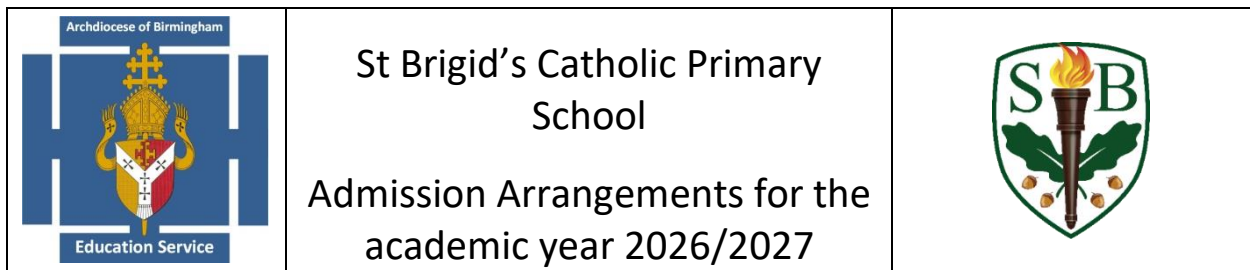 Archdiocese of Birmingham
Education Service
St Brigid’s Catholic Primary
School
Admission Arrangements for the
academic year 2026/2027
S B